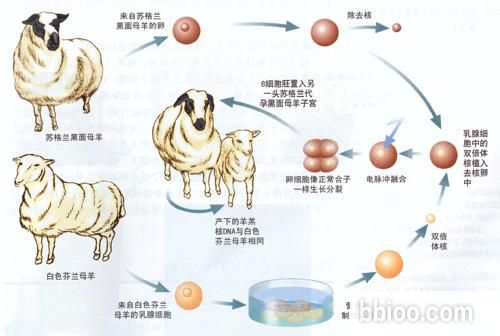 来自苏格兰
黑面母羊的卵
除去核
苏格兰黑面母羊
6细胞胚置入另
一头苏格兰代
孕黑面母羊子宫
卵细胞像正常合子
一样生长分裂
电脉冲融合
乳腺细
胞中的
双倍体
核植入
去核卵
中
产下的羊羔
核DNA与白色
芬兰母羊相同
白色芬兰母羊
双倍
体核
来自白色芬兰
母羊的乳腺细胞
bbioo.com